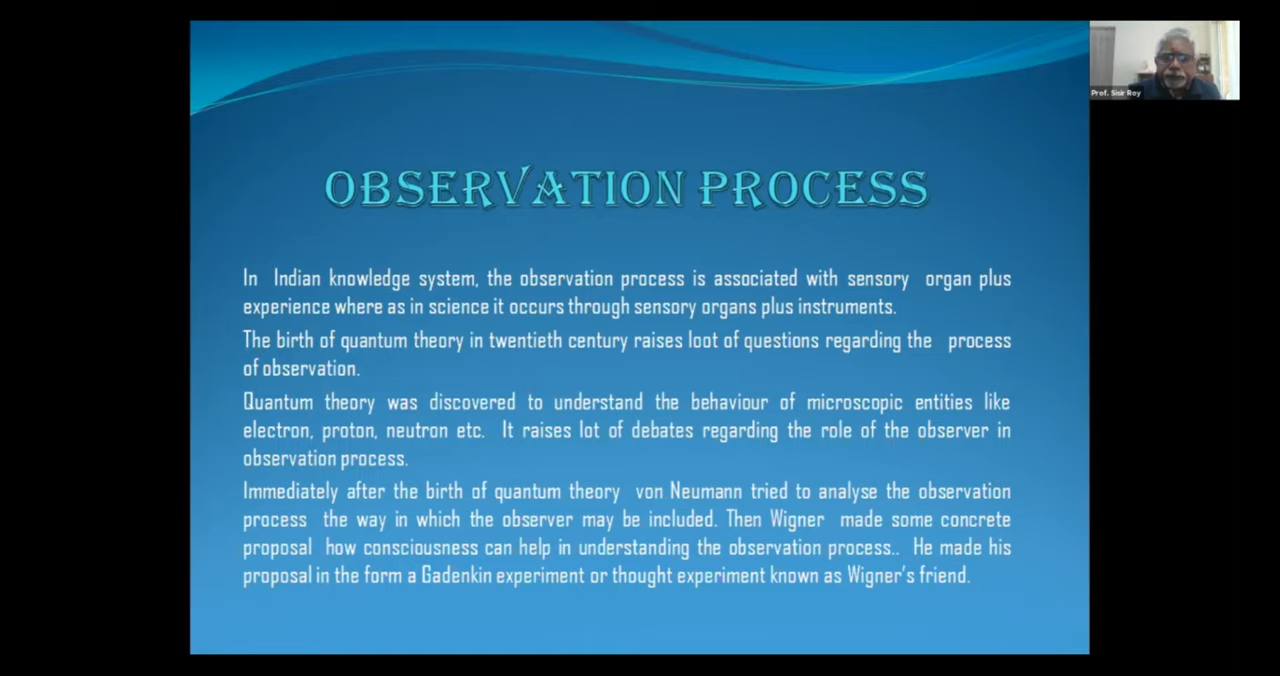 OBSERVATION PROCESS
In Indian knowledge system, the observation process is associated with sensory organ plus
experience where as in science it occurs through sensory organs plus instruments.
The birth of quantum theory in twentieth century raises loot of questions regarding the process
of observation.
Quantum theory was discovered to understand the behaviour of microscopic entities like
electron, proton, neutron etc. It raises lot of debates regarding the role of the observer in
observation process.
Immediately after the birth of quantum theory von Neumann tried to analyse the observation
process the way in which the observer may be included. Then Wigner made some concrete
proposal how consciousness can help in understanding the observation process.. He made his
proposal in the form a Gadenkin experiment or thought experiment known as Wigner's friend.
Prof. Sisir Roy